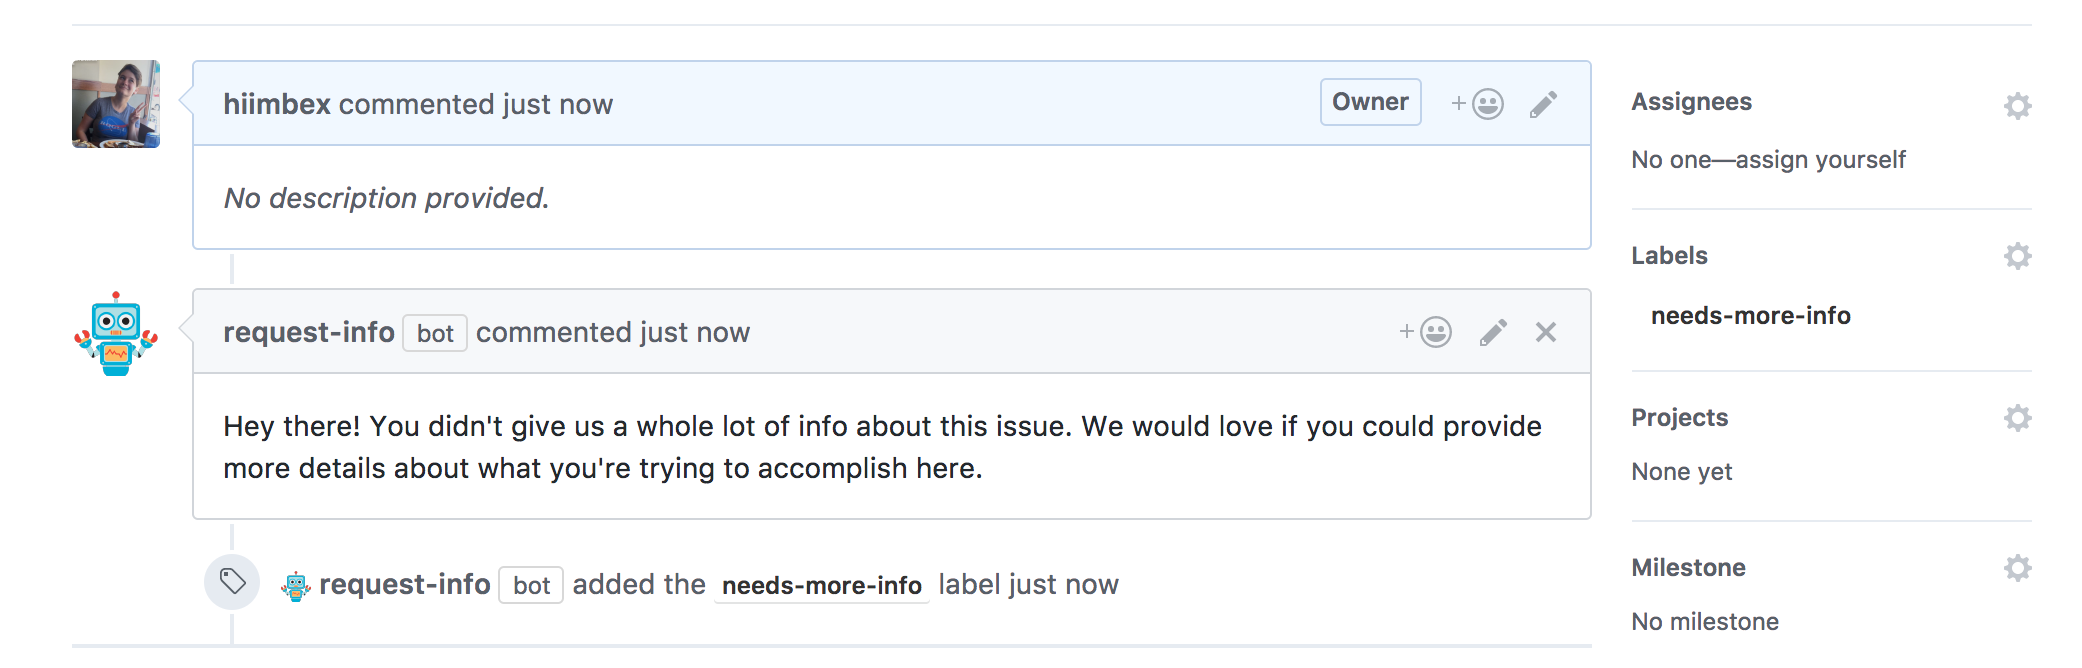 hiimbex commented just now
Owner
No description provided.
request-info bot commented just now
Hey there! You didn't give us a whole lot of info about this issue. We would love if you could provide
more details about what you're trying to accomplish here.
request-info bot added the needs-more-info label just now
Assignees
No one—assign yourself
Labels
needs-more-info
Projects
None yet
Milestone
No milestone